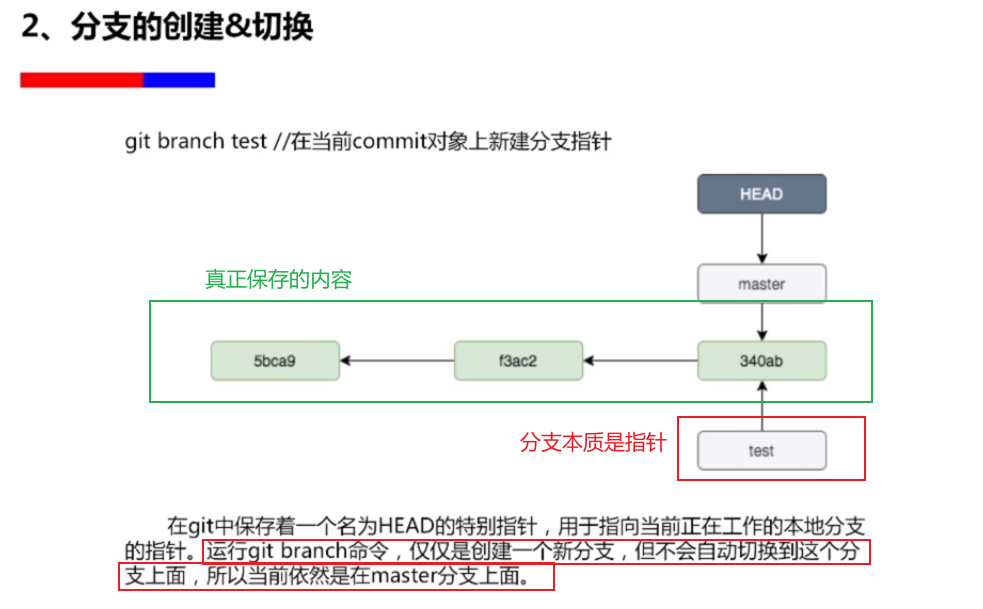 2、分支的创建&切换
git branch test //在当前commit对象上新建分支指针
HEAD
真正保存的内容
master
5bca9
f3ac2
340ab
分支本质是指针
test
在git中保存着一个名为HEAD的特别指针，用于指向当前正在工作的本地分支
的指针。运行git branch命令，仅仅是创建一个新分支，但不会自动切换到这个分
支上面，所以当前依然是在master分支上面。